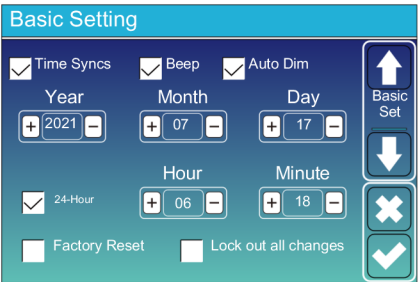 Basic Setting
Time Syncs Beep Auto Dim
Year Month Day
+ 2021 − + 07 − + 17 −
Basic
Set
Hour Minute
24-Hour + 06 − + 18 −
Factory Reset Lock out all changes